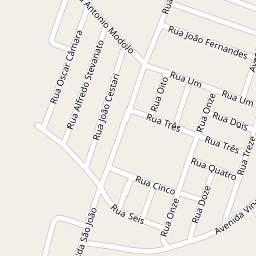 Antonio Modolo
Rua João Fernandes
Rua Oscar Câmara
Rua Alfredo Stevanato
Rua João Cestari
Rua Um
Rua Um
Rua Oito
Rua Onze
Rua Dois
Rua Três
Rua Três
Rua Treze
Rua Quatro
Rua Cinco
Rua Doze
Rua Onze
Rua Seis
Avenida
São João